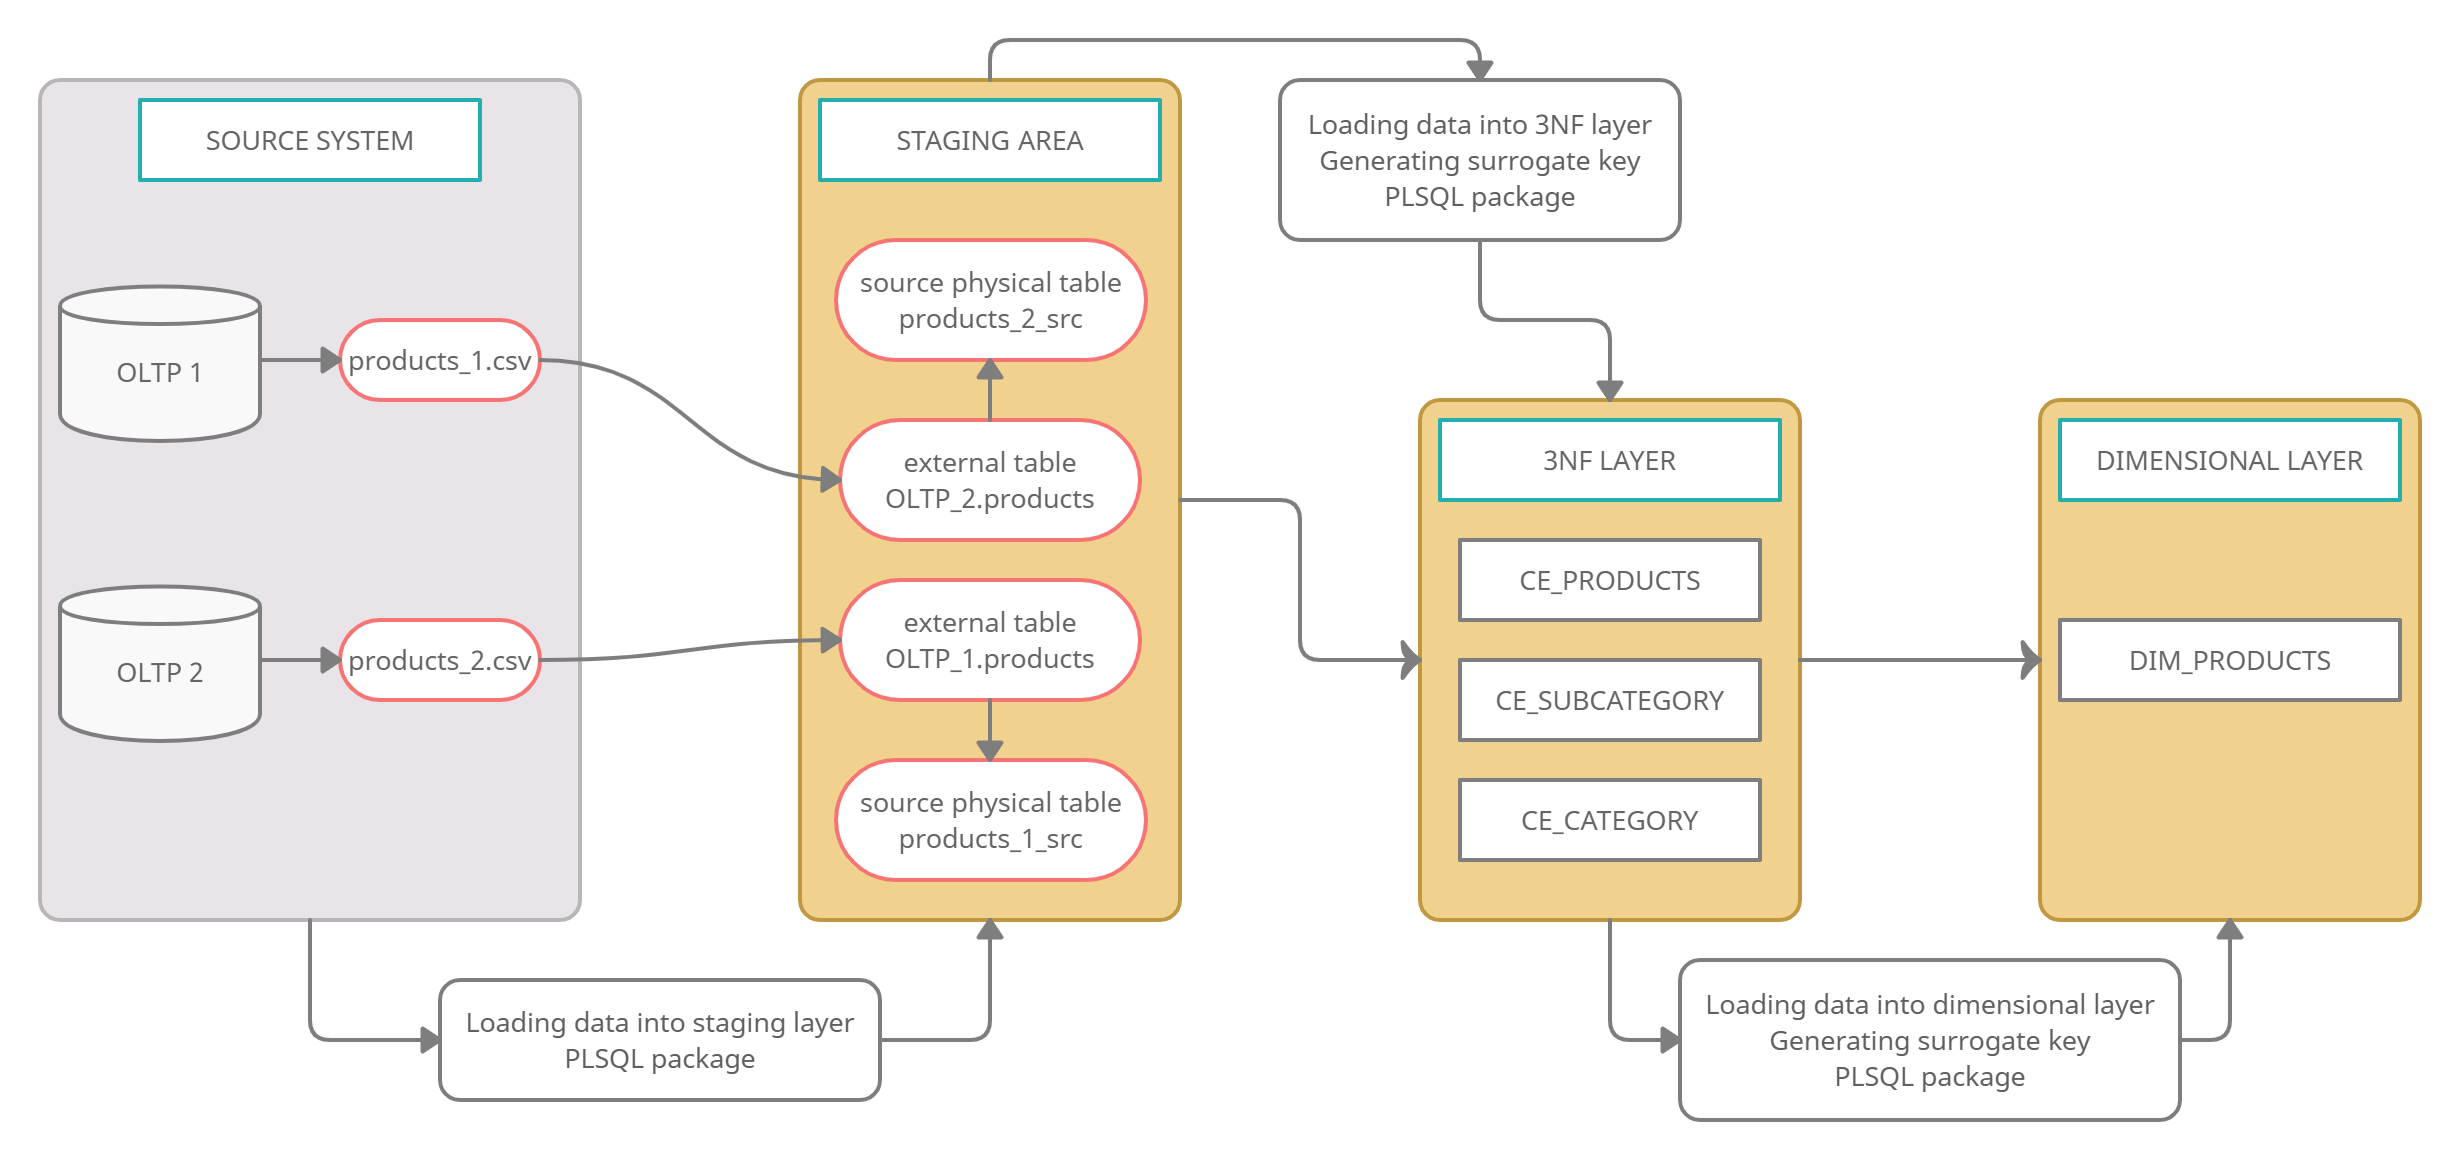 SOURCE SYSTEM
OLTP 1
products_1.csv
OLTP 2
products_2.csv
Loading data into staging layer
PLSQL package
STAGING AREA
source physical table
products_2_src
external table
OLTP_2.products
external table
OLTP_1.products
source physical table
products_1_src
Loading data into 3NF layer
Generating surrogate key
PLSQL package
3NF LAYER
CE_PRODUCTS
CE_SUBCATEGORY
CE_CATEGORY
Loading data into dimensional layer
Generating surrogate key
PLSQL package
DIMENSIONAL LAYER
DIM_PRODUCTS